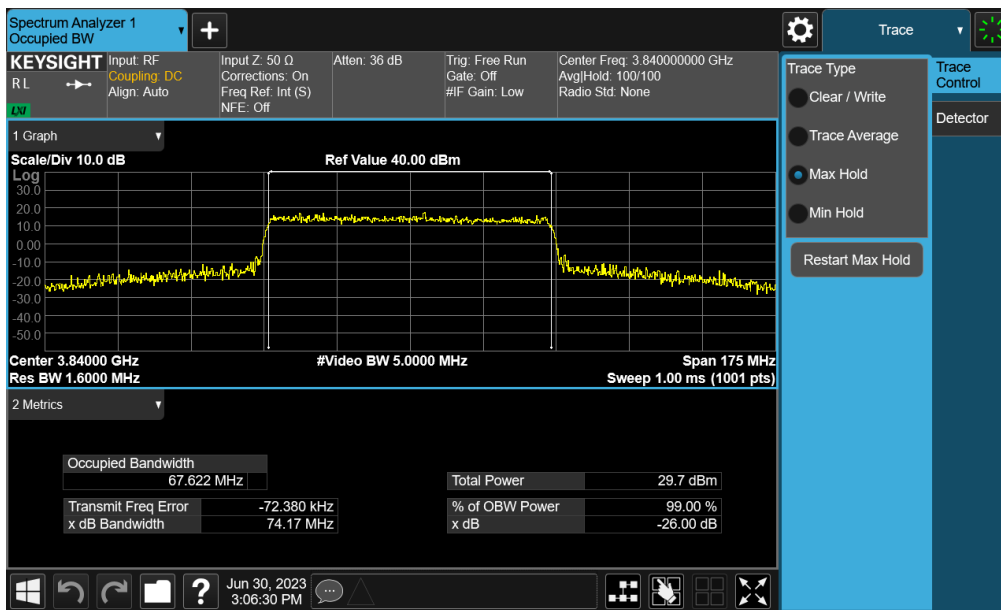 Spectrum Analyzer 1
Occupied BW
+
Trace
KEYSIGHT
R L
LXI
Input: RF
Coupling: DC
Align: Auto
Input Z: 50 Ω
Corrections: On
Freq Ref: Int (S)
NFE: Off
Atten: 36 dB
Trig: Free Run
Gate: Off
#IF Gain: Low
Center Freq: 3.840000000 GHz
Avg|Hold: 100/100
Radio Std: None
1 Graph
Scale/Div 10.0 dB
Ref Value 40.00 dBm
Log
30.0
20.0
10.0
0.00
-10.0
-20.0
-30.0
-40.0
-50.0
Center 3.84000 GHz
#Video BW 5.0000 MHz
Span 175 MHz
Res BW 1.6000 MHz
Sweep 1.00 ms (1001 pts)
2 Metrics
Occupied Bandwidth
67.622 MHz
Total Power 29.7 dBm
Transmit Freq Error -72.380 kHz
% of OBW Power 99.00 %
x dB Bandwidth 74.17 MHz
x dB -26.00 dB
Trace Type
Clear / Write
Trace Average
Max Hold
Min Hold
Restart Max Hold
Trace
Control
Detector
?
Jun 30, 2023
3:06:30 PM